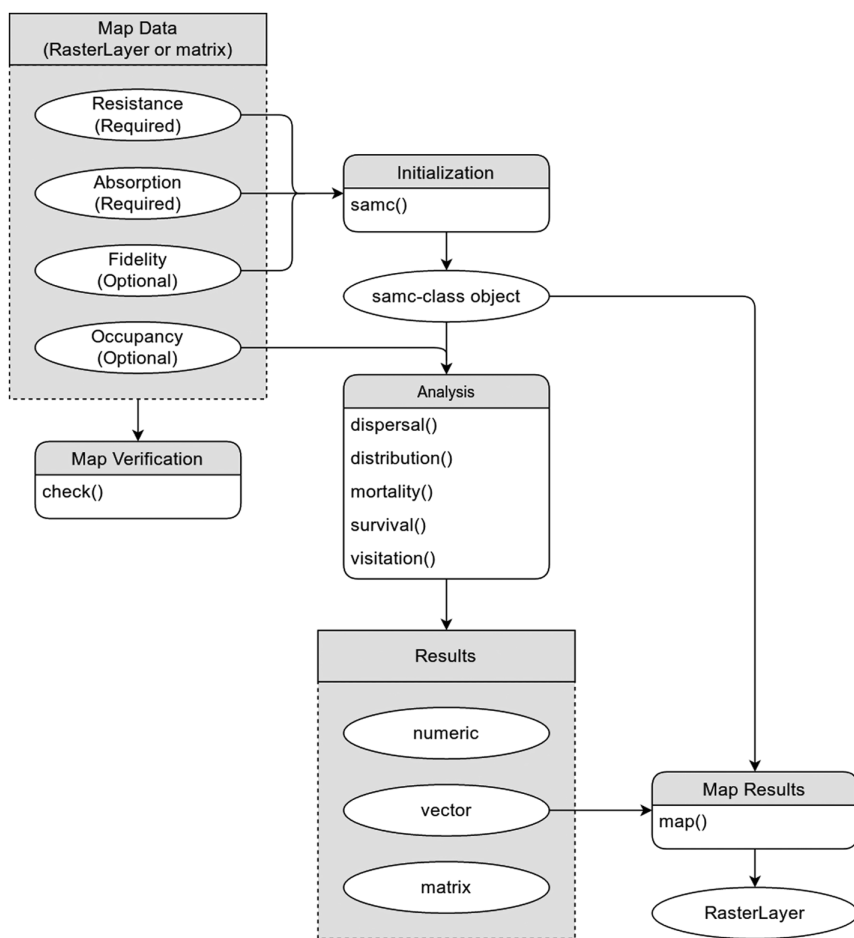 Map Data
(RasterLayer or matrix)
Resistance
(Required)
Absorption
(Required)
Fidelity
(Optional)
Occupancy
(Optional)
Map Verification
check()
Initialization
samc()
samc-class object
Analysis
dispersal()
distribution()
mortality()
survival()
visitation()
Results
numeric
vector
matrix
Map Results
map()
RasterLayer